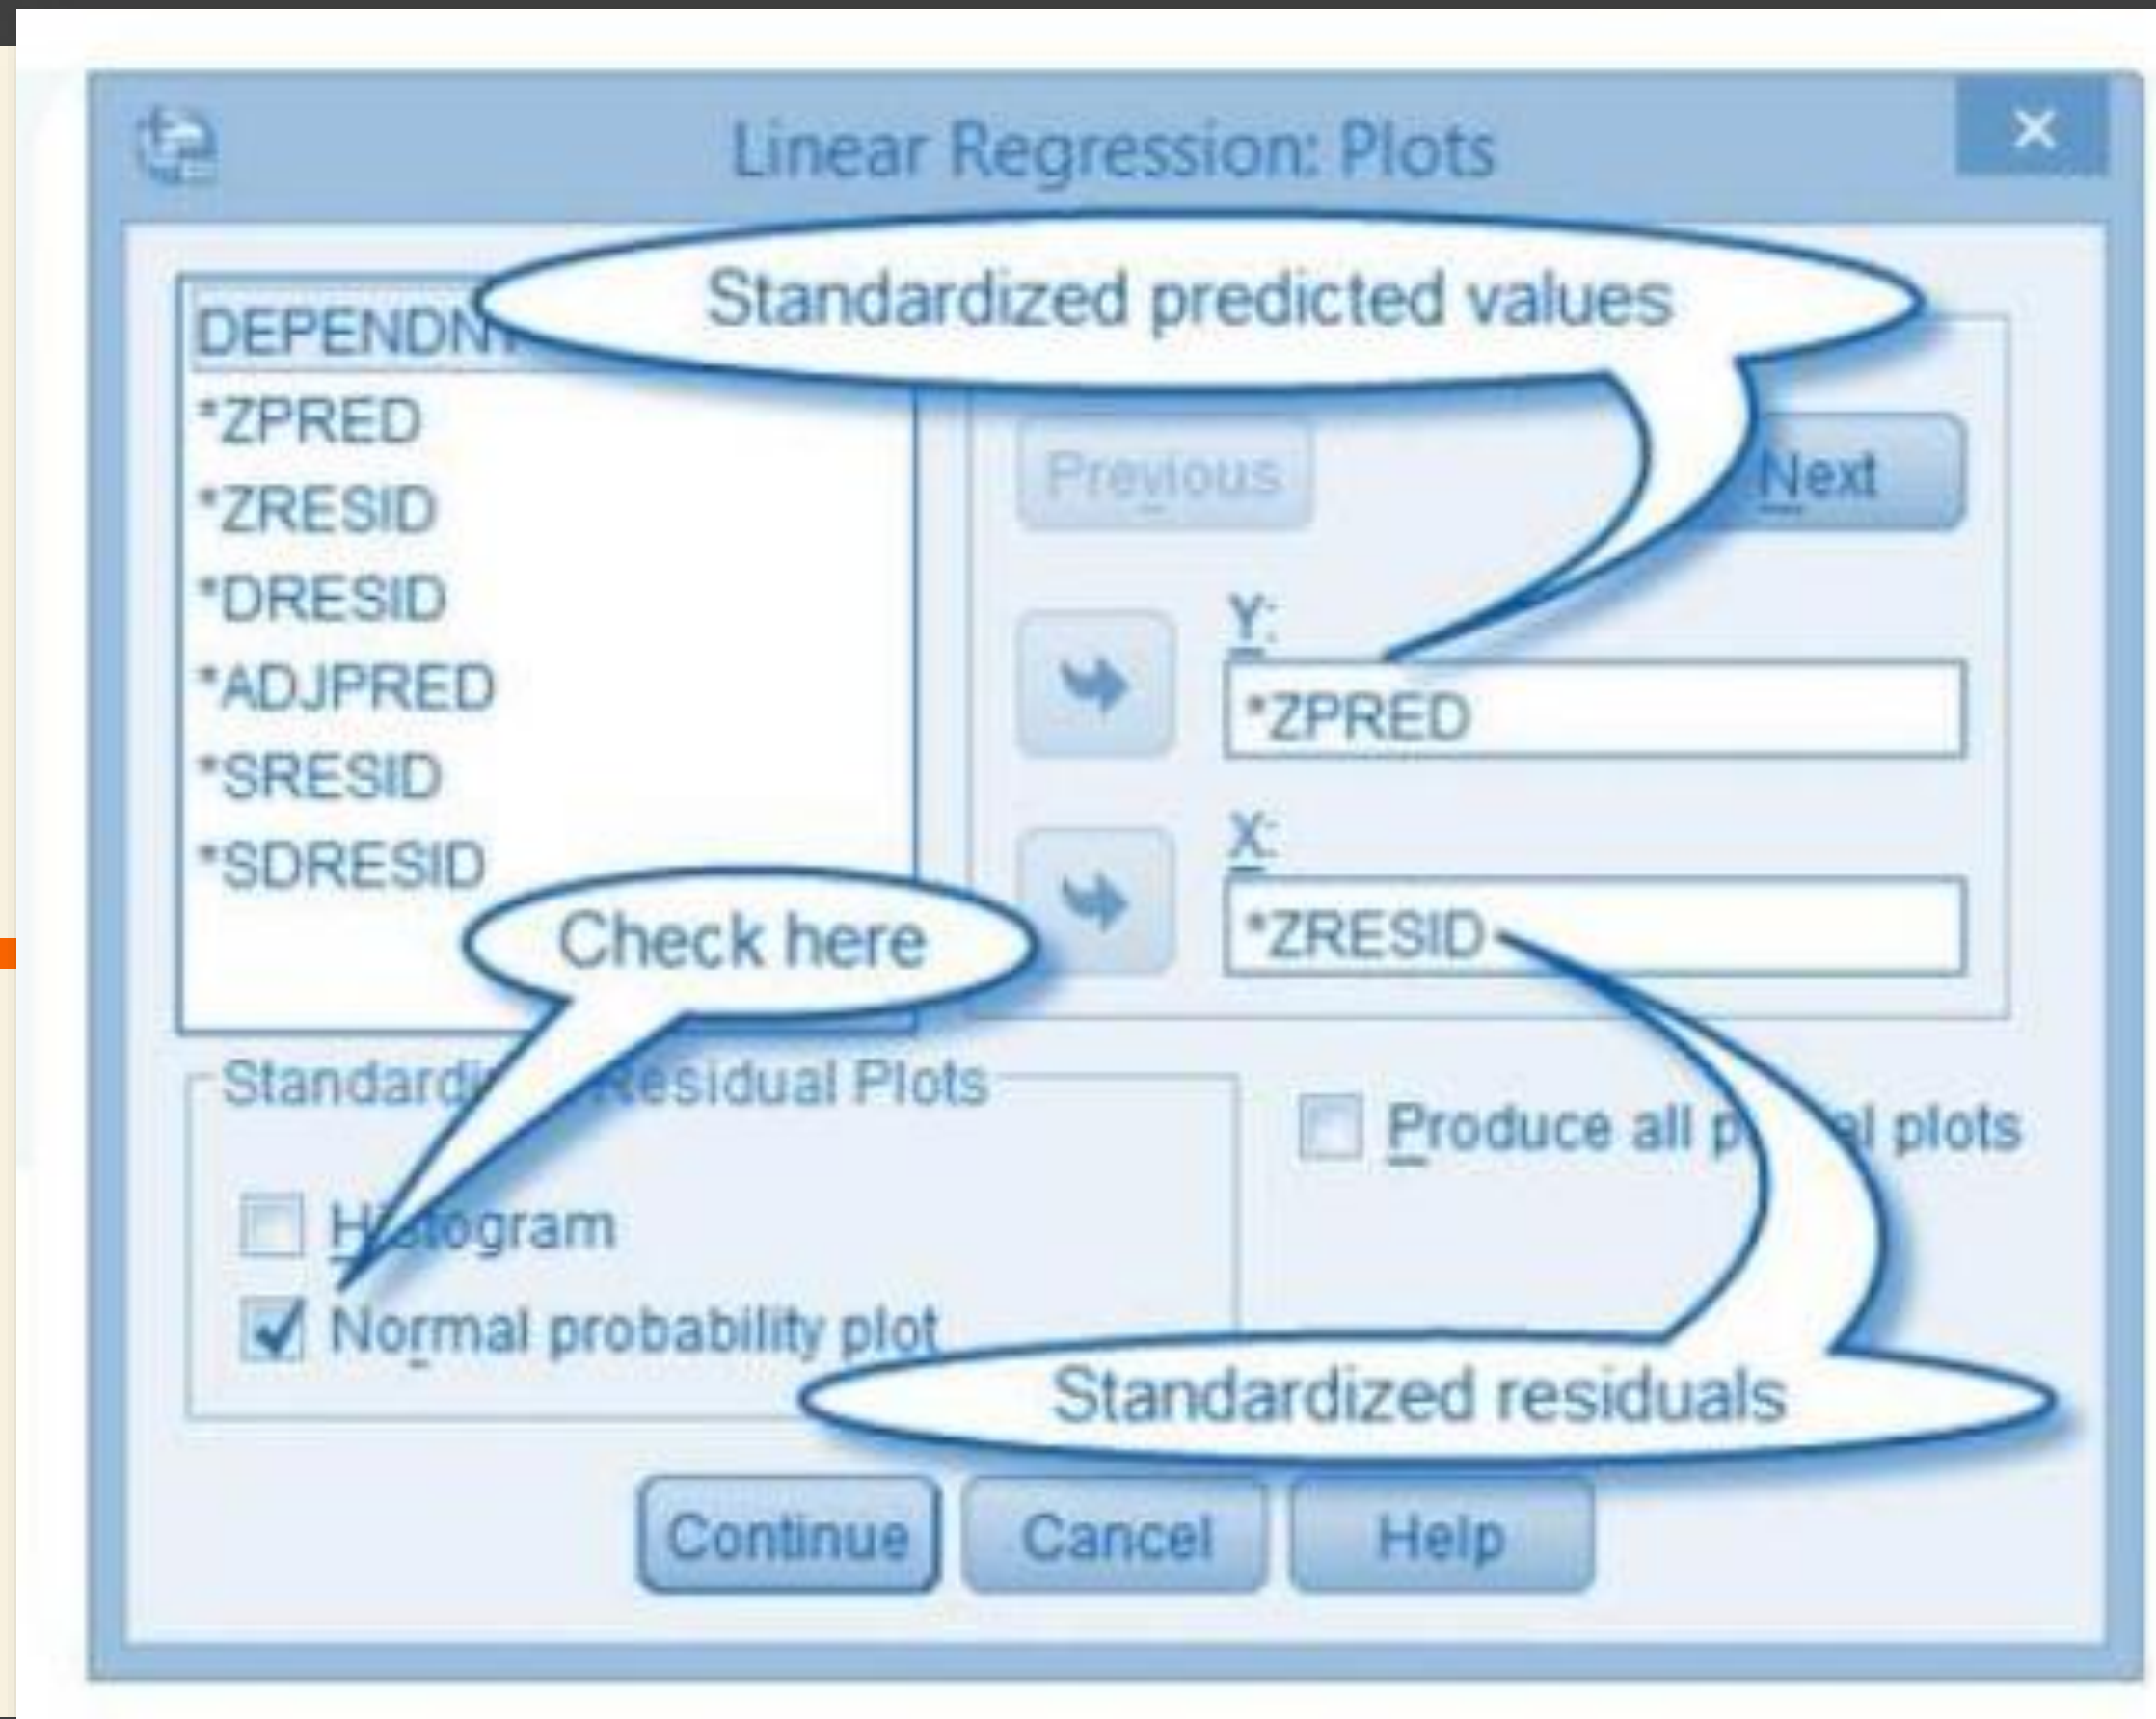 Linear Regression: Plots
Standardized predicted values
DEPENDN
*ZPRED
*ZRESID
*DRESID
*ADJPRED
*SRESID
*SDRESID
Previous
Next
Y:
*ZPRED
X:
*ZRESID
Check here
Residual Plots
Produce all plots
Histogram
Normal probability plot
Standardized residuals
Continue
Cancel
Help